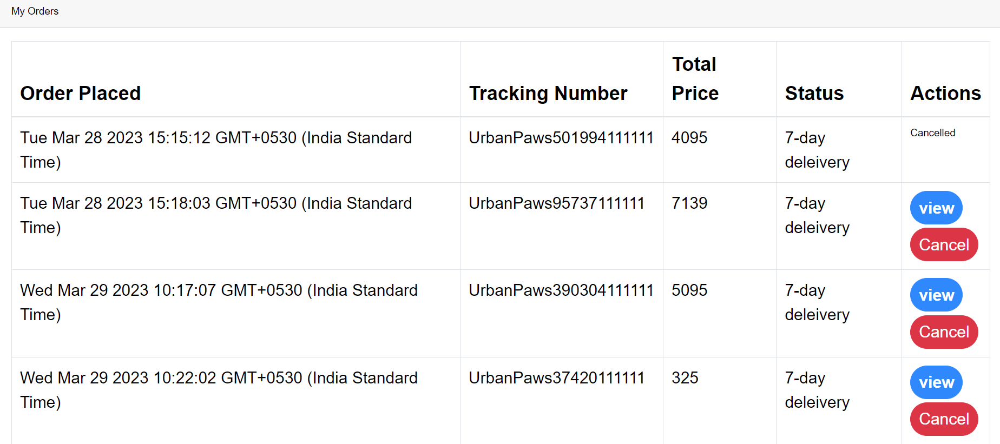 My Orders
Order Placed
Tracking Number
Total
Price
Status
Actions
Tue Mar 28 2023 15:15:12 GMT+0530 (India Standard
Time)
UrbanPaws501994111111
4095
7-day
deleivery
Cancelled
Tue Mar 28 2023 15:18:03 GMT+0530 (India Standard
Time)
UrbanPaws95737111111
7139
7-day
deleivery
view
Cancel
Wed Mar 29 2023 10:17:07 GMT+0530 (India Standard
Time)
UrbanPaws390304111111
5095
7-day
deleivery
view
Cancel
Wed Mar 29 2023 10:22:02 GMT+0530 (India Standard
Time)
UrbanPaws37420111111
325
7-day
deleivery
view
Cancel